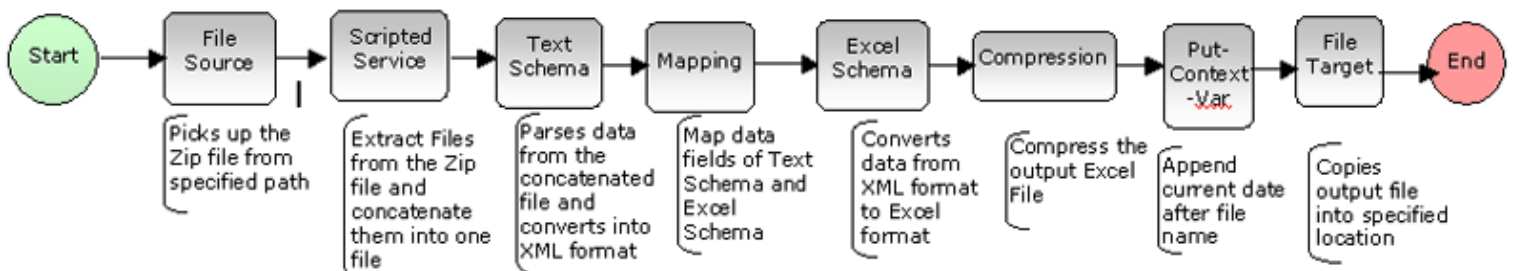 Start
File
Source
Scripted
Service
Text
Schema
Mapping
Excel
Schema
Compression
Put-
Context
-Var
File
Target
End
Picks up the
Zip file from
specified path
Extract Files
from the Zip
file and
concatenate
them into one
file
Parses data
from the
concatenated
file and
converts into
XML format
Map data
fields of Text
Schema and
Excel
Schema
Converts
data from
XML format
to Excel
format
Compress the
output Excel
File
Append
current date
after file
name
Copies
output file
into specified
location